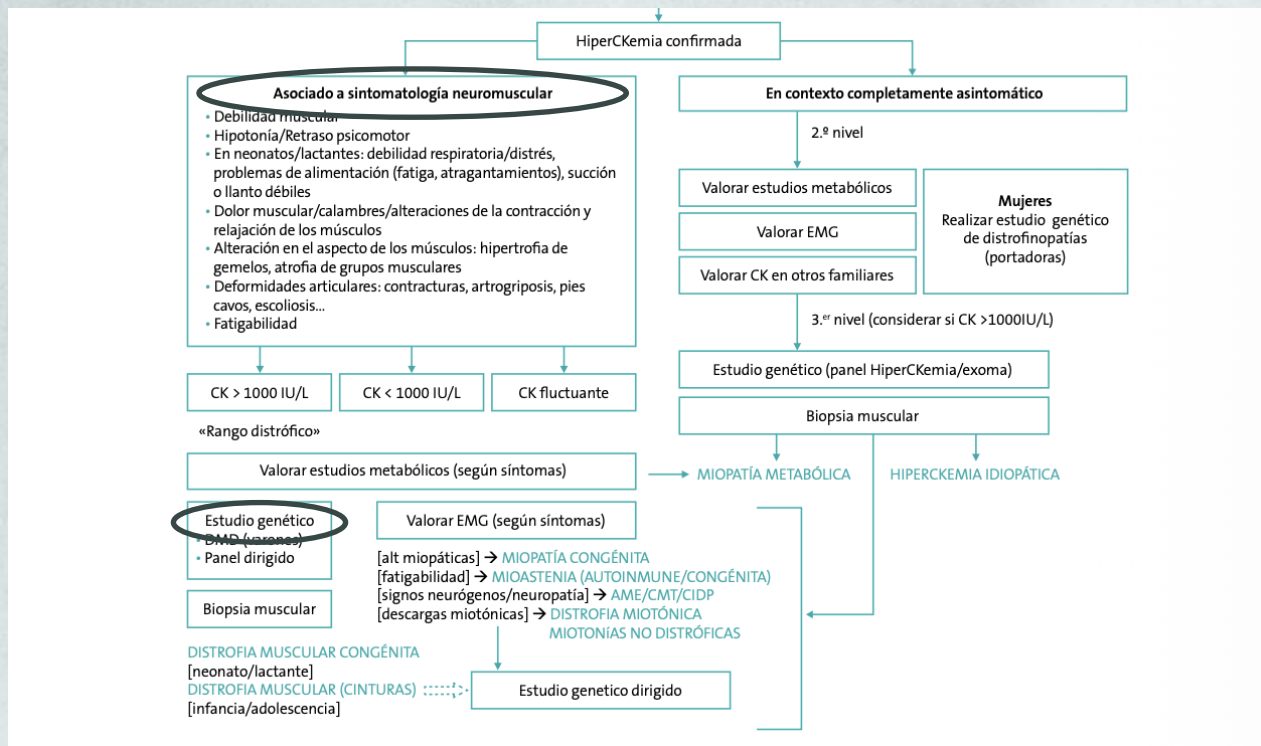 HiperCKemia confirmada
Asociado a sintomatología neuromuscular
• Debilidad muscular
• Hipotonía/Retraso psicomotor
• En neonatos/lactantes: debilidad respiratoria/distrés,
problemas de alimentación (fatiga, atragantamientos), succión
o llanto débiles
• Dolor muscular/calambres/alteraciones de la contracción y
relajación de los músculos
• Alteración en el aspecto de los músculos: hipertrofia de
gemelos, atrofia de grupos musculares
• Deformidades articulares: contracturas, artrogriposis, pies
cavos, escoliosis...
• Fatigabilidad
CK > 1000 IU/L
CK < 1000 IU/L
CK fluctuante
«Rango distrófico»
Valorar estudios metabólicos (según síntomas)
Estudio genético
• DMD (varones)
• Panel dirigido
Biopsia muscular
Valorar EMG (según síntomas)
[alt miopáticas] → MIOPATÍA CONGÉNITA
[fatigabilidad] → MIASTENIA (AUTOINMUNE/CONGÉNITA)
[signos neurógenos/neuropatía] → AME/CMT/CIDP
[descargas miotónicas] → DISTROFIA MIOTÓNICA
MIOTONíAS NO DISTRÓFICAS
DISTROFIA MUSCULAR CONGÉNITA
[neonato/lactante]
DISTROFIA MUSCULAR (CINTURAS)
[infancia/adolescencia]
Estudio genetico dirigido
En contexto completamente asintomático
2.º nivel
Valorar estudios metabólicos
Valorar EMG
Valorar CK en otros familiares
Mujeres
Realizar estudio genético
de distrofinopatías
(portadoras)
3.er nivel (considerar si CK >1000IU/L)
Estudio genético (panel HiperCKemia/exoma)
Biopsia muscular
MIOPATÍA METABÓLICA
HIPERCKEMIA IDIOPÁTICA